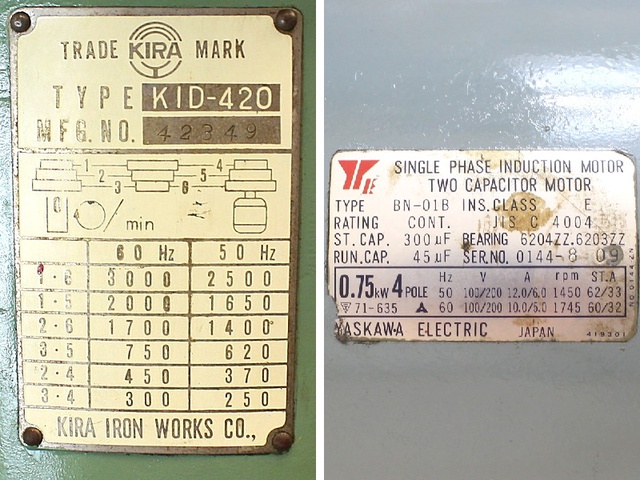 TRADE KIRA MARK
TYPE KID-420
MFG.NO. 42349
1 2 3 4 5 6
/min
60 Hz 50 Hz
1·6 3000 2500
1·5 2000 1650
2·6 1700 1400
3·5 750 620
2·4 450 370
3·4 300 250
KIRA IRON WORKS CO.,
SINGLE PHASE INDUCTION MOTOR
TWO CAPACITOR MOTOR
TYPE BN-01B INS.CLASS E
RATING CONT. JIS C 4004
ST.CAP. 300µF BEARING 6204ZZ.6203ZZ
RUN.CAP. 45µF SER.NO. 0144-8 09
Hz V A rpm ST.A
0.75kW 4 POLE 50 100/200 12.0/6.0 1450 62/33
71-635 60 100/200 10.0/5.0 1745 60/32
YASKAWA ELECTRIC JAPAN